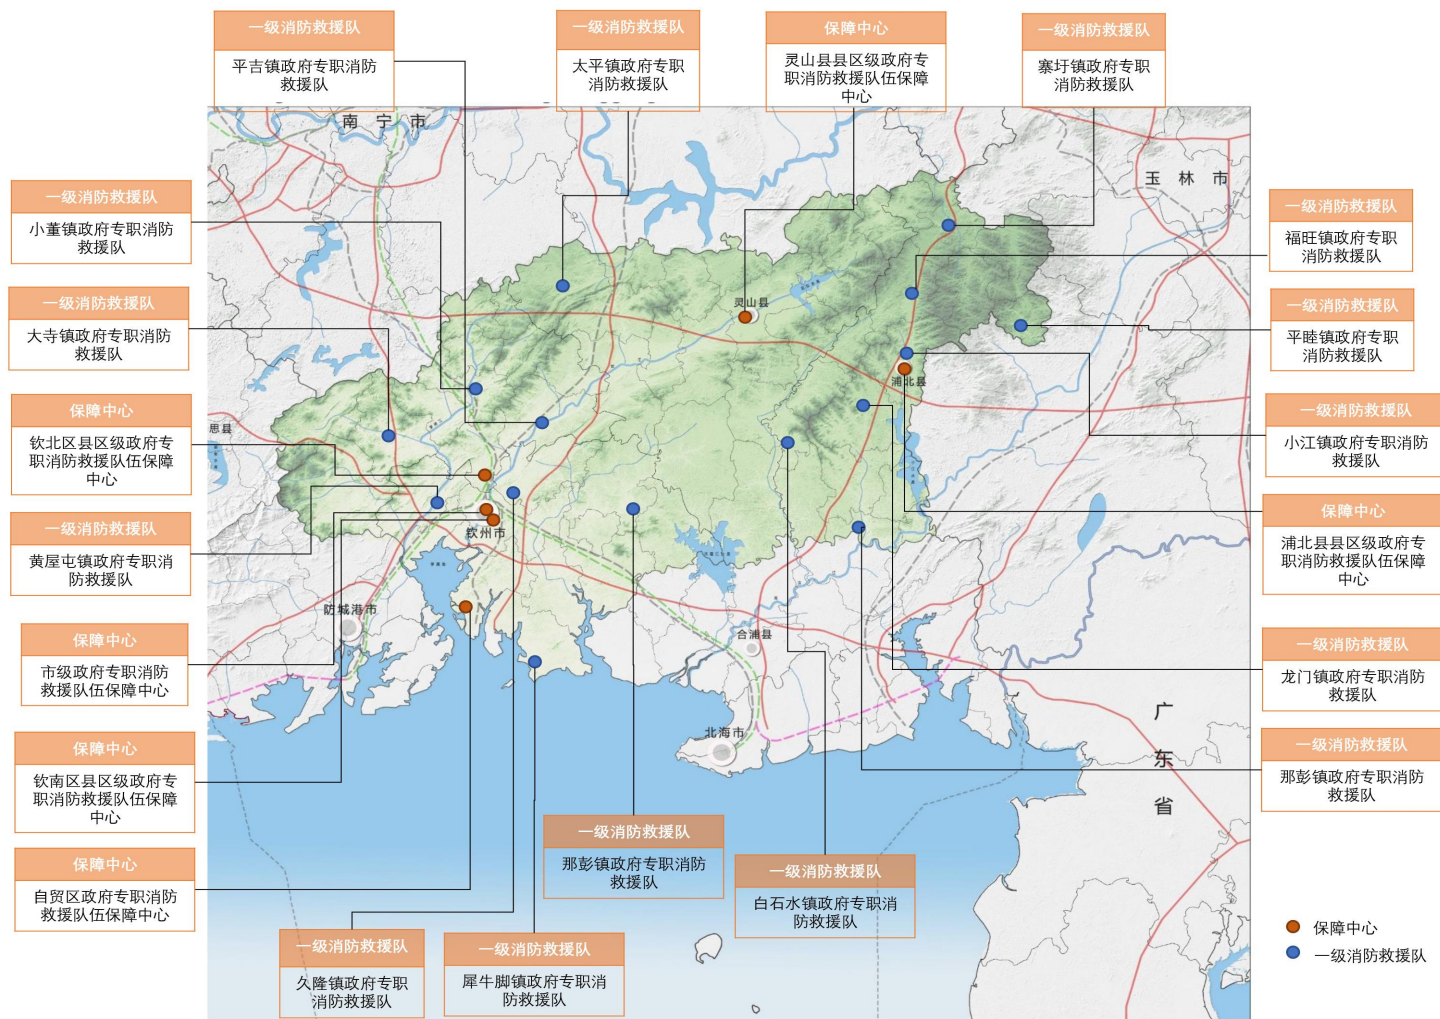 一级消防救援队
平吉镇政府专职消防
救援队
一级消防救援队
太平镇政府专职
消防救援队
保障中心
灵山县县区级政府专
职消防救援队伍保障
中心
一级消防救援队
寨圩镇政府专职
消防救援队
一级消防救援队
小董镇政府专职消防
救援队
一级消防救援队
大寺镇政府专职消防
救援队
保障中心
钦北区县区级政府专
职消防救援队伍保障
中心
一级消防救援队
黄屋屯镇政府专职消
防救援队
保障中心
市级政府专职消防
救援队伍保障中心
保障中心
钦南区县区级政府专
职消防救援队伍保障
中心
保障中心
自贸区政府专职消防
救援队伍保障中心
南宁市
玉林市
灵山县
浦北县
思县
钦州市
防城港市
合浦县
北海市
广东省
一级消防救援队
福旺镇政府专职
消防救援队
一级消防救援队
平睦镇政府专职
消防救援队
一级消防救援队
小江镇政府专职消防
救援队
保障中心
浦北县县区级政府专
职消防救援队伍保障
中心
一级消防救援队
龙门镇政府专职消防
救援队
一级消防救援队
那彭镇政府专职消防
救援队
一级消防救援队
那彭镇政府专职消防
救援队
一级消防救援队
白石水镇政府专职消
防救援队
一级消防救援队
久隆镇政府专职
消防救援队
一级消防救援队
犀牛脚镇政府专职消
防救援队
保障中心
一级消防救援队